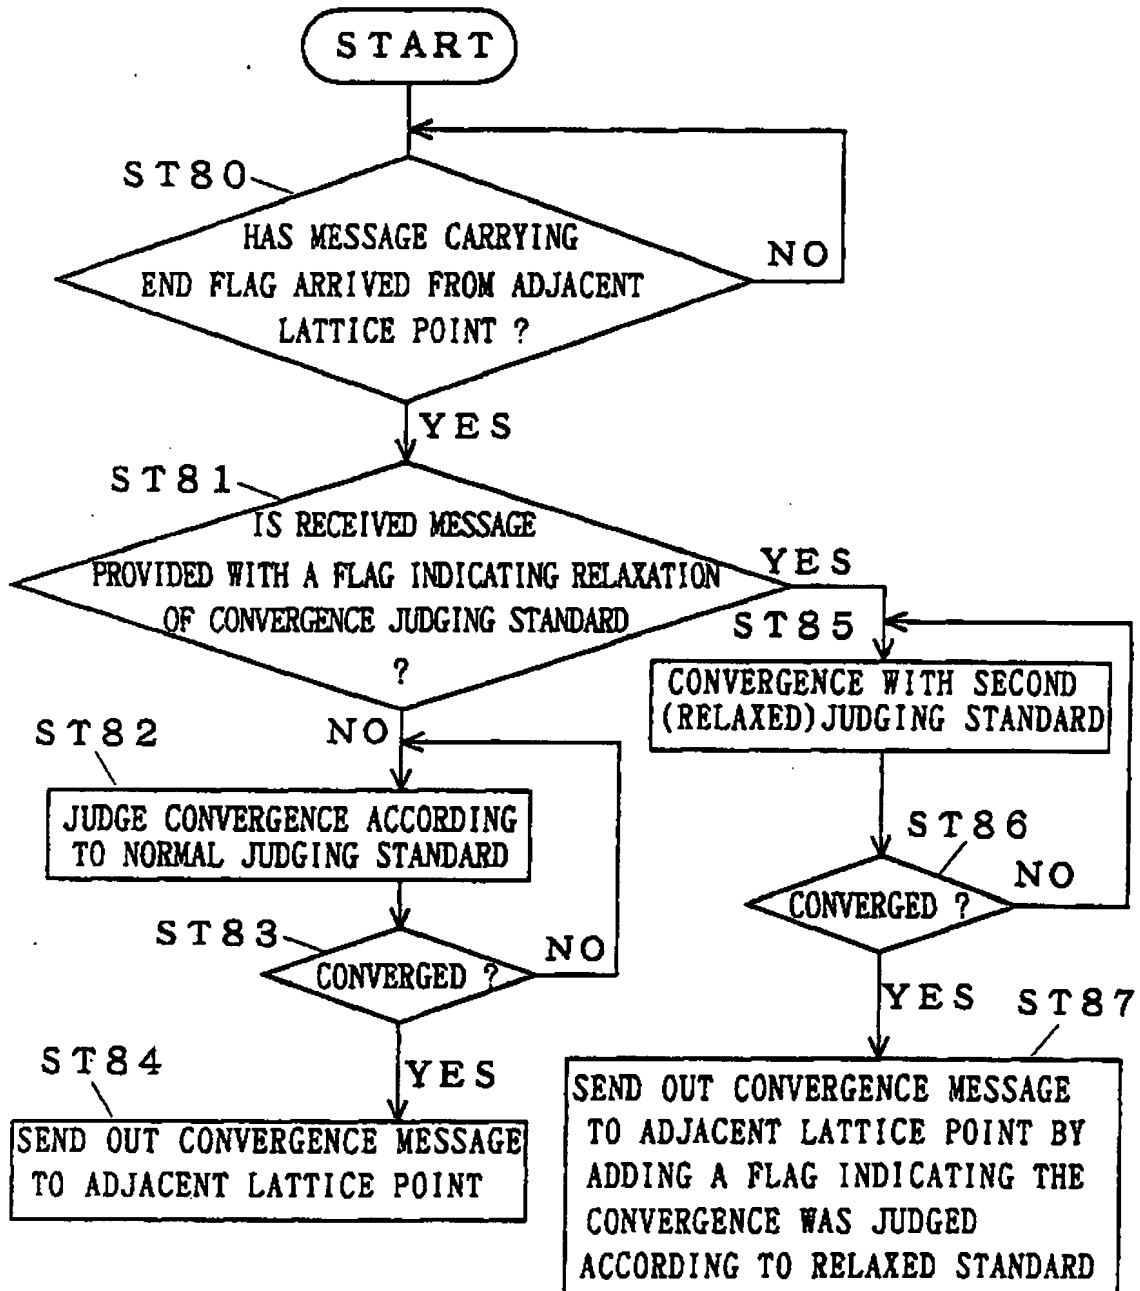 START
ST80
HAS MESSAGE CARRYING
END FLAG ARRIVED FROM ADJACENT
LATTICE POINT ?
NO
YES
ST81
IS RECEIVED MESSAGE
PROVIDED WITH A FLAG INDICATING RELAXATION
OF CONVERGENCE JUDGING STANDARD
?
YES
NO
ST82
JUDGE CONVERGENCE ACCORDING
TO NORMAL JUDGING STANDARD
ST83
CONVERGED ?
NO
YES
ST84
SEND OUT CONVERGENCE MESSAGE
TO ADJACENT LATTICE POINT
ST85
CONVERGENCE WITH SECOND
(RELAXED)JUDGING STANDARD
ST86
CONVERGED ?
NO
YES
ST87
SEND OUT CONVERGENCE MESSAGE
TO ADJACENT LATTICE POINT BY
ADDING A FLAG INDICATING THE
CONVERGENCE WAS JUDGED
ACCORDING TO RELAXED STANDARD